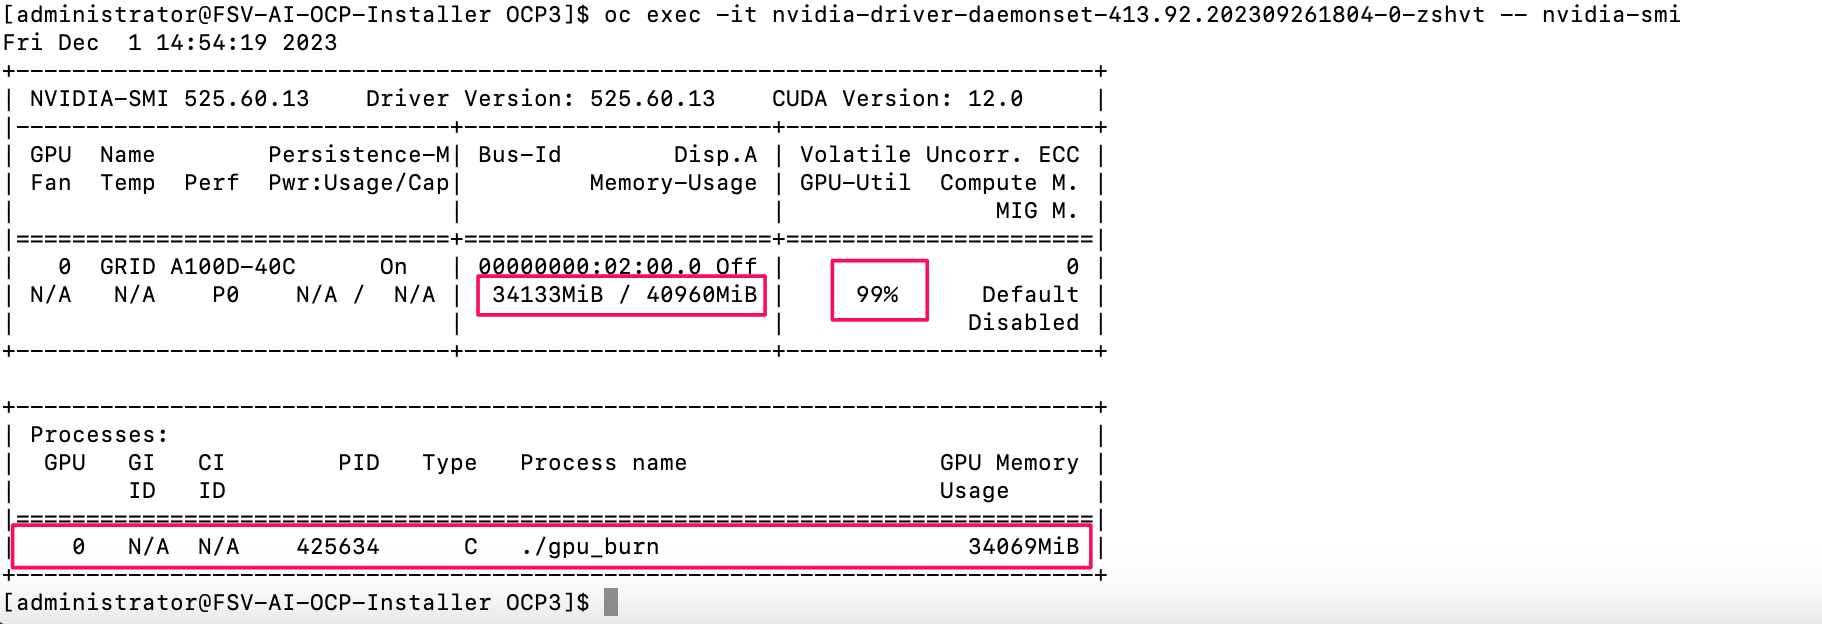 [administrator@FSV-AI-OCP-Installer OCP3]$ oc exec -it nvidia-driver-daemonset-413.92.202309261804-0-zshvt -- nvidia-smi
Fri Dec  1 14:54:19 2023
+-----------------------------------------------------------------------------+
| NVIDIA-SMI 525.60.13    Driver Version: 525.60.13    CUDA Version: 12.0     |
|-------------------------------+----------------------+----------------------+
| GPU  Name        Persistence-M| Bus-Id        Disp.A | Volatile Uncorr. ECC |
| Fan  Temp  Perf  Pwr:Usage/Cap|         Memory-Usage | GPU-Util  Compute M. |
|                               |                      |               MIG M. |
|===============================+======================+======================|
|   0  GRID A100D-40C      On   | 00000000:02:00.0 Off |                    0 |
| N/A   N/A    P0    N/A /  N/A | 34133MiB / 40960MiB |     99%      Default |
|                               |                      |             Disabled |
+-------------------------------+----------------------+----------------------+

+-----------------------------------------------------------------------------+
| Processes:                                                                  |
|  GPU   GI   CI        PID   Type   Process name                  GPU Memory |
|        ID   ID                                                   Usage      |
|=============================================================================|
|    0   N/A  N/A    425634      C   ./gpu_burn                      34069MiB |
+-----------------------------------------------------------------------------+
[administrator@FSV-AI-OCP-Installer OCP3]$